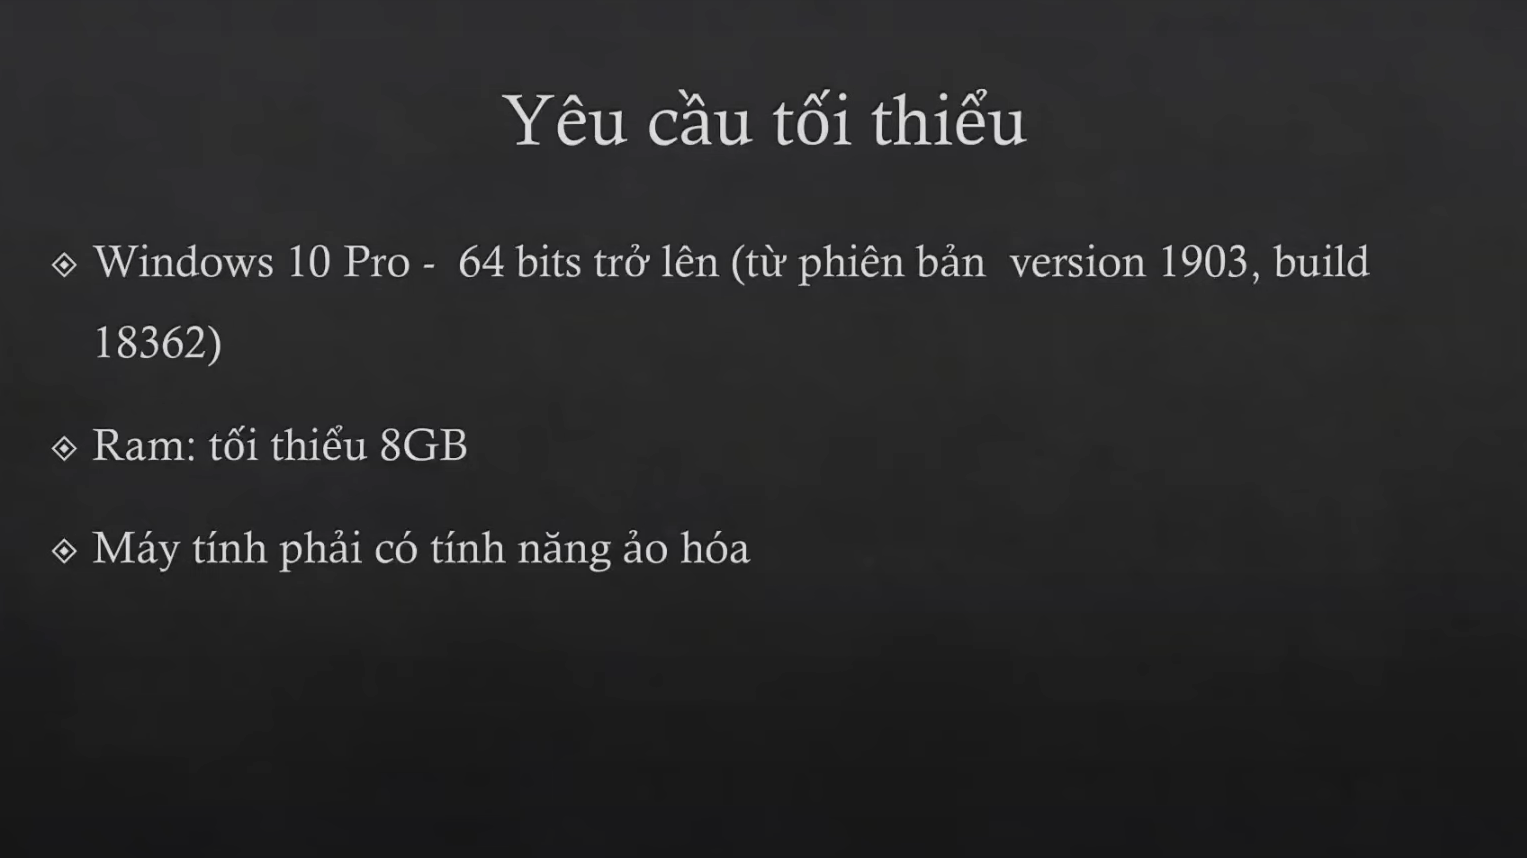 Yêu cầu tối thiểu
Windows 10 Pro -  64 bits trở lên (từ phiên bản  version 1903, build
18362)
Ram: tối thiểu 8GB
Máy tính phải có tính năng ảo hóa